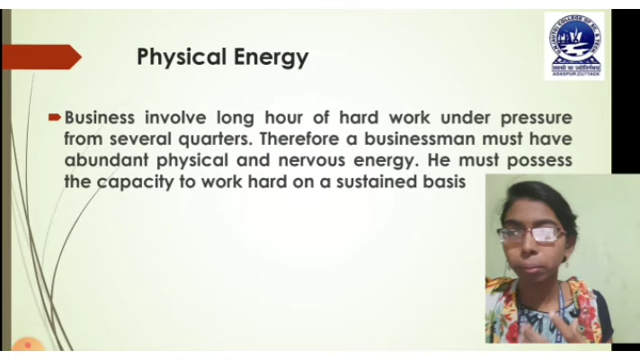 Physical Energy
Business involve long hour of hard work under pressure
from several quarters. Therefore a businessman must have
abundant physical and nervous energy. He must possess
the capacity to work hard on a sustained basis